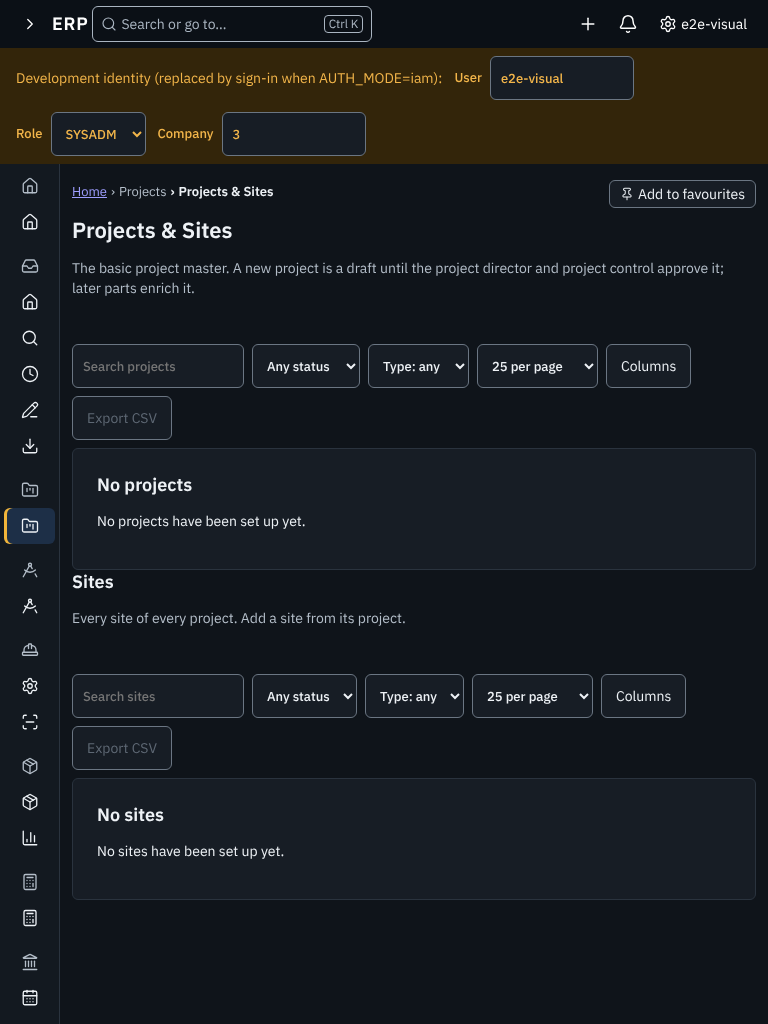 ERP
Search or go to...
Ctrl K
e2e-visual
Development identity (replaced by sign-in when AUTH_MODE=iam):
User
e2e-visual
Role
SYSADM
Company
3
Home › Projects › Projects & Sites
Add to favourites
Projects & Sites
The basic project master. A new project is a draft until the project director and project control approve it;
later parts enrich it.
Search projects
Any status
Type: any
25 per page
Columns
Export CSV
No projects
No projects have been set up yet.
Sites
Every site of every project. Add a site from its project.
Search sites
Any status
Type: any
25 per page
Columns
Export CSV
No sites
No sites have been set up yet.